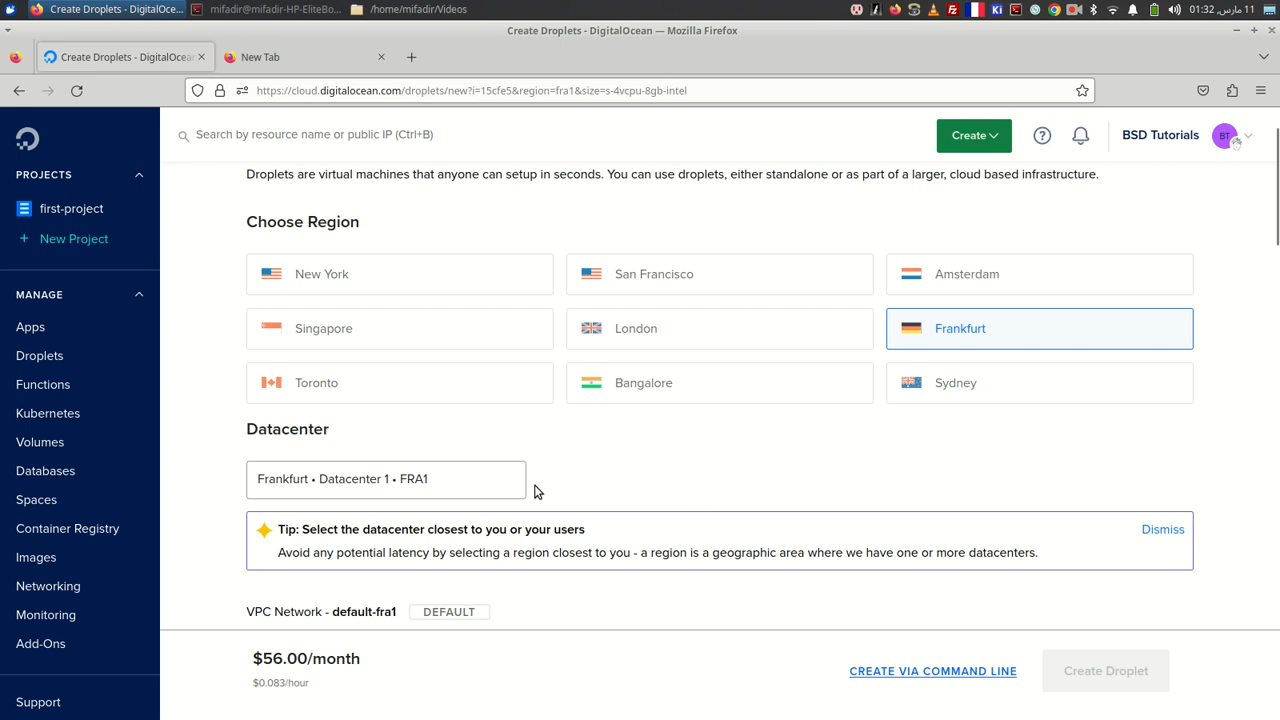 Create Droplets - DigitalOce...
mifadir@mifadir-HP-EliteBo...
/home/mifadir/Videos
Ki
01:32 ,مارس 11
Create Droplets - DigitalOcean — Mozilla Firefox
Create Droplets - DigitalOcean
New Tab
https://cloud.digitalocean.com/droplets/new?i=15cfe5&region=fra1&size=s-4vcpu-8gb-intel
Search by resource name or public IP (Ctrl+B)
Create
BSD Tutorials
BT
PROJECTS
first-project
+ New Project
MANAGE
Apps
Droplets
Functions
Kubernetes
Volumes
Databases
Spaces
Container Registry
Images
Networking
Monitoring
Add-Ons
Support
Droplets are virtual machines that anyone can setup in seconds. You can use droplets, either standalone or as part of a larger, cloud based infrastructure.
Choose Region
New York
San Francisco
Amsterdam
Singapore
London
Frankfurt
Toronto
Bangalore
Sydney
Datacenter
Frankfurt • Datacenter 1 • FRA1
Tip: Select the datacenter closest to you or your users
Dismiss
Avoid any potential latency by selecting a region closest to you - a region is a geographic area where we have one or more datacenters.
VPC Network - default-fra1 DEFAULT
$56.00/month
$0.083/hour
CREATE VIA COMMAND LINE
Create Droplet